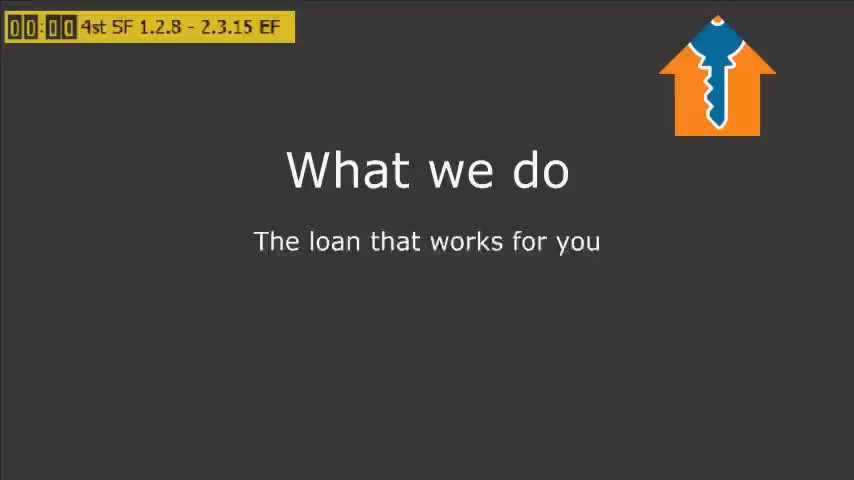 00:00 4st SF 1.2.8 - 2.3.15 EF
What we do
The loan that works for you